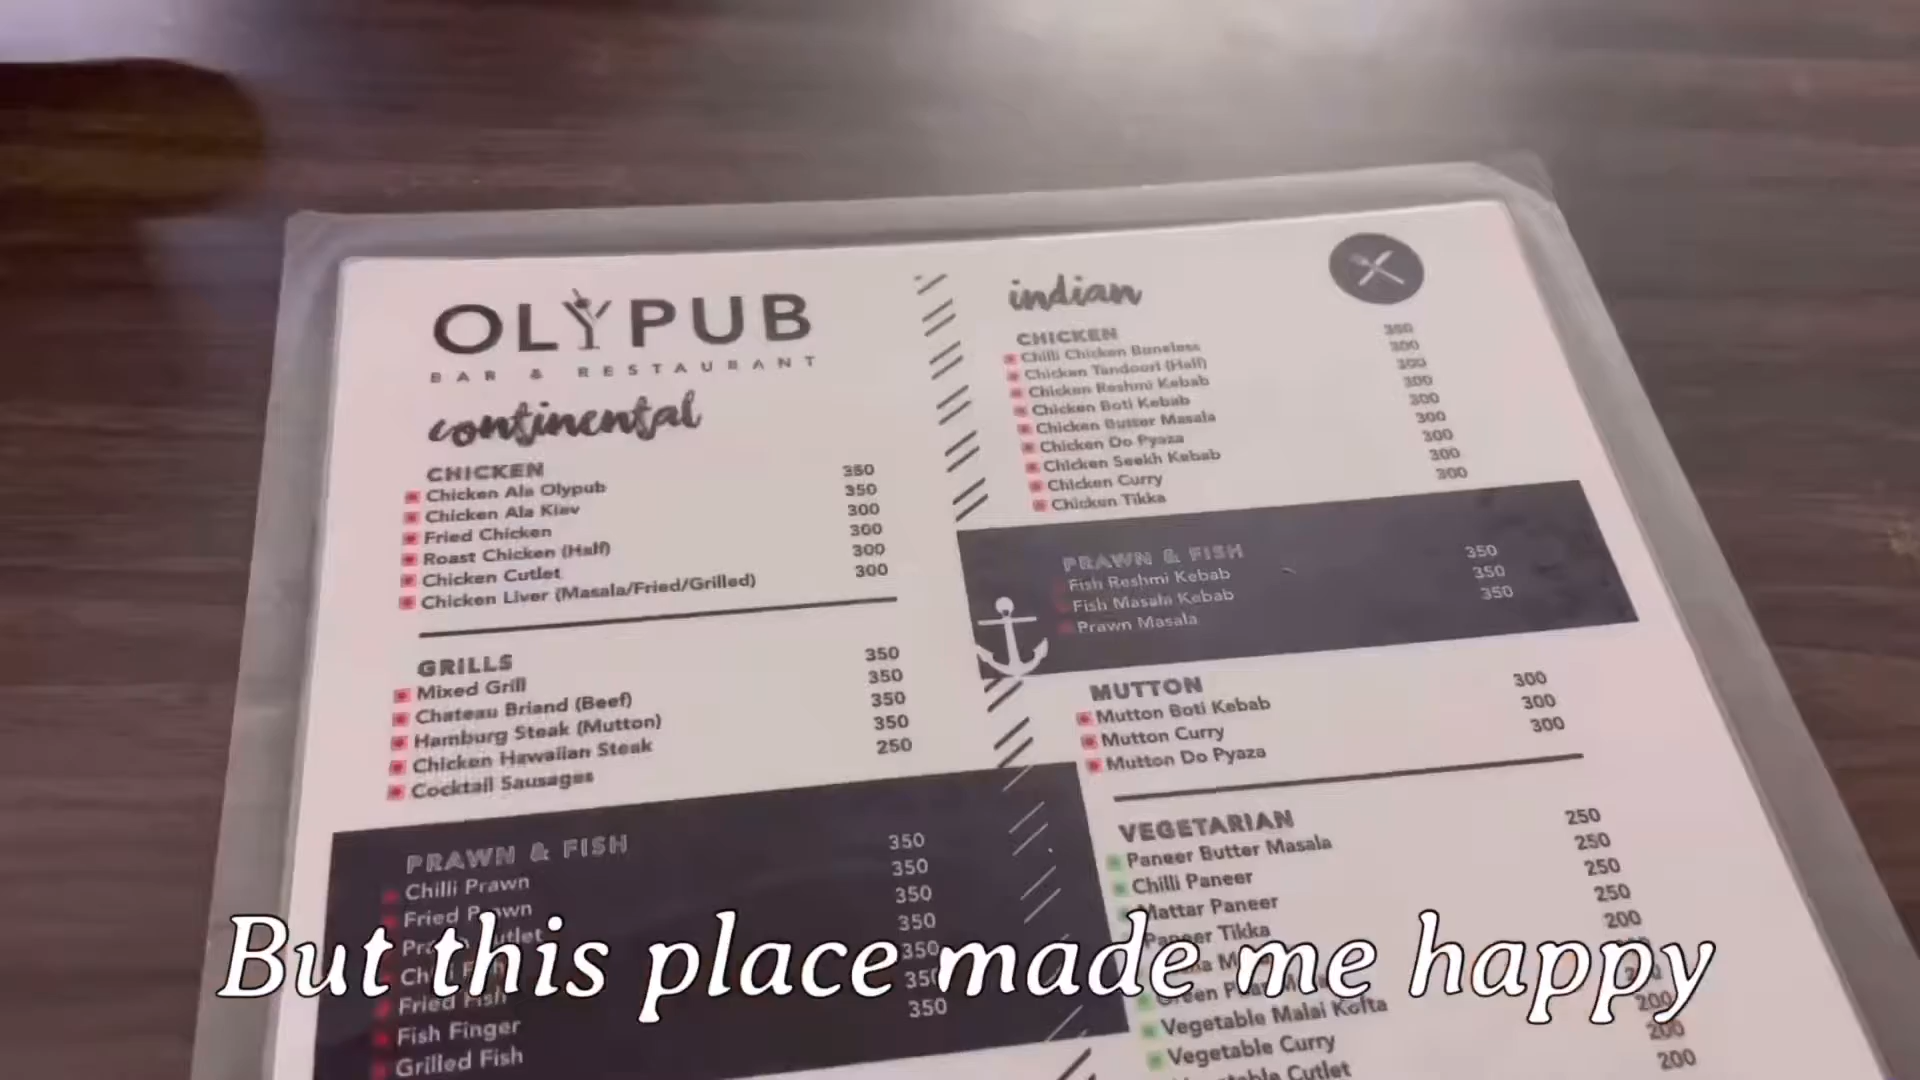 OLYPUB
BAR & RESTAURANT
continental
CHICKEN
Chicken Ala Olypub 350
Chicken Ala Kiev 350
Fried Chicken 300
Roast Chicken (Half) 300
Chicken Cutlet 300
Chicken Liver (Masala/Fried/Grilled) 300
GRILLS
Mixed Grill 350
Chateau Briand (Beef) 350
Hamburg Steak (Mutton) 350
Chicken Hawaiian Steak 350
Cocktail Sausages 250
PRAWN & FISH
Chilli Prawn 350
Fried Prawn 350
350
350
Fried Fish 350
Fish Finger 350
Grilled Fish 350
indian
CHICKEN
Chilli Chicken Boneless 350
Chicken Tandoori (Half) 300
Chicken Reshmi Kebab 300
Chicken Boti Kebab 300
Chicken Butter Masala 300
Chicken Do Pyaza 300
Chicken Seekh Kebab 300
Chicken Curry 300
Chicken Tikka 300
PRAWN & FISH
Fish Reshmi Kebab 350
Fish Masala Kebab 350
Prawn Masala 350
MUTTON
Mutton Boti Kebab 300
Mutton Curry 300
Mutton Do Pyaza 300
VEGETARIAN
Paneer Butter Masala 250
Chilli Paneer 250
Mattar Paneer 250
Paneer Tikka 250
200
Green
Vegetable Malai Kofta 200
Vegetable Curry 200
Vegetable Cutlet 200
But this place made me happy